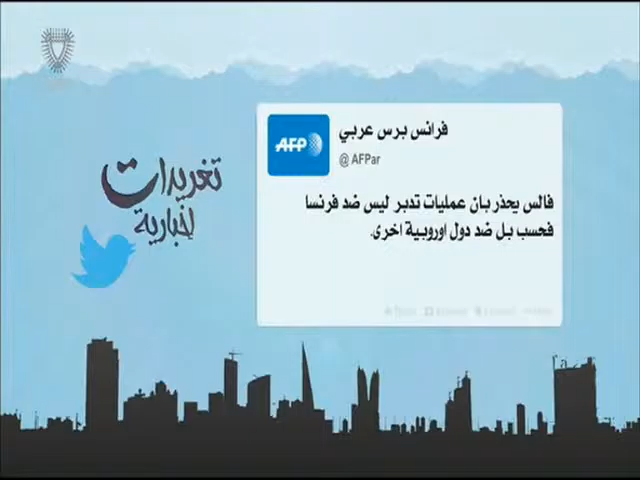 تغريدات
إخبارية
AFP
فرانس برس عربي
@AFPar
فالس يحذر بان عمليات تدبر ليس ضد فرنسا
فحسب بل ضد دول اوروبية اخرى.